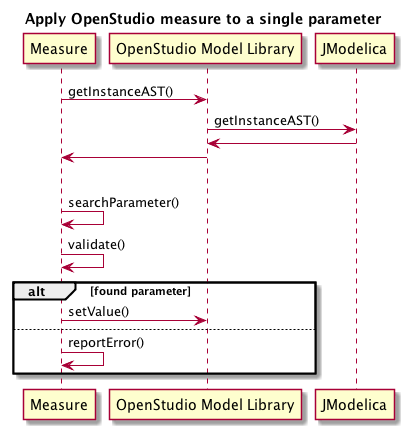 Apply OpenStudio measure to a single parameter
Measure OpenStudio Model Library JModelica
getInstanceAST()
getInstanceAST()
searchParameter()
validate()
alt [found parameter]
setValue()
reportError()
Measure OpenStudio Model Library JModelica